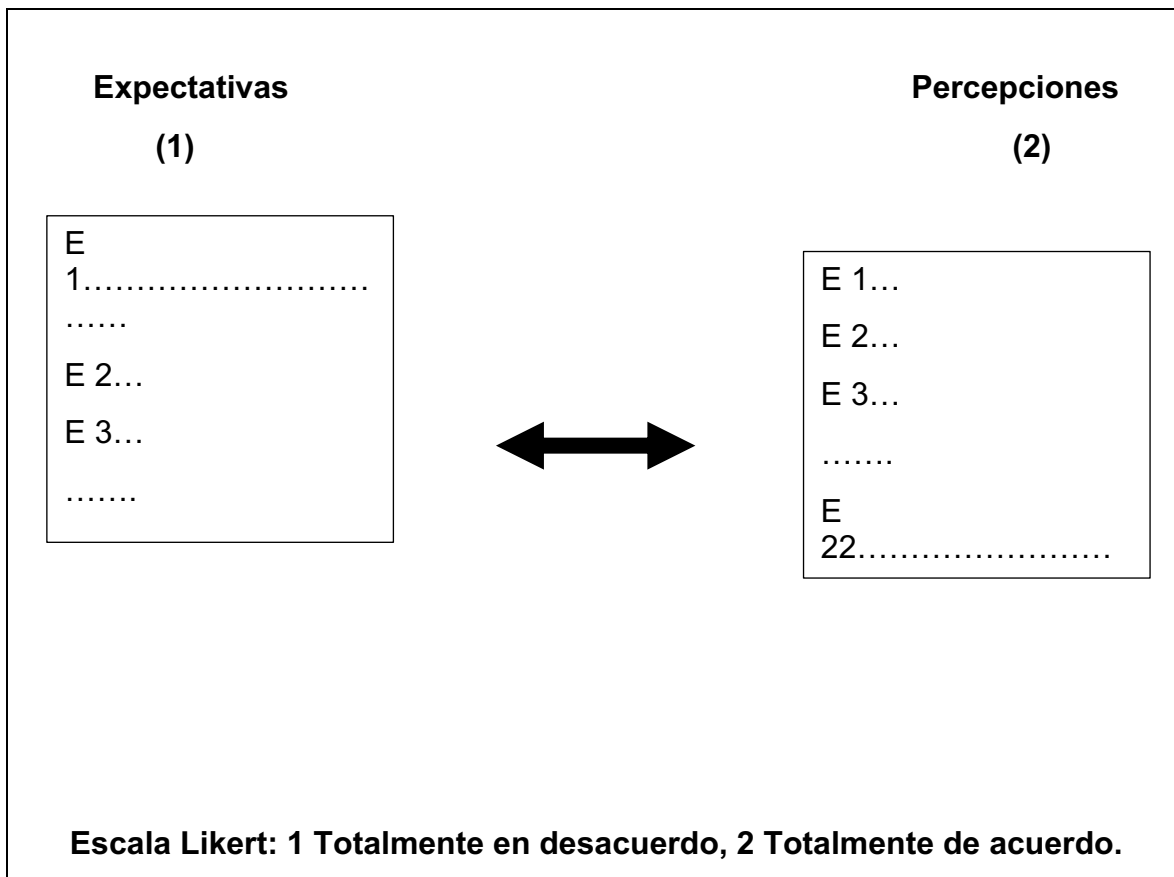 Expectativas
(1)
Percepciones
(2)
E
1…………………………
……
E 2…
E 3…
…….
E 1…
E 2…
E 3…
…….
E
22……………………
Escala Likert: 1 Totalmente en desacuerdo, 2 Totalmente de acuerdo.